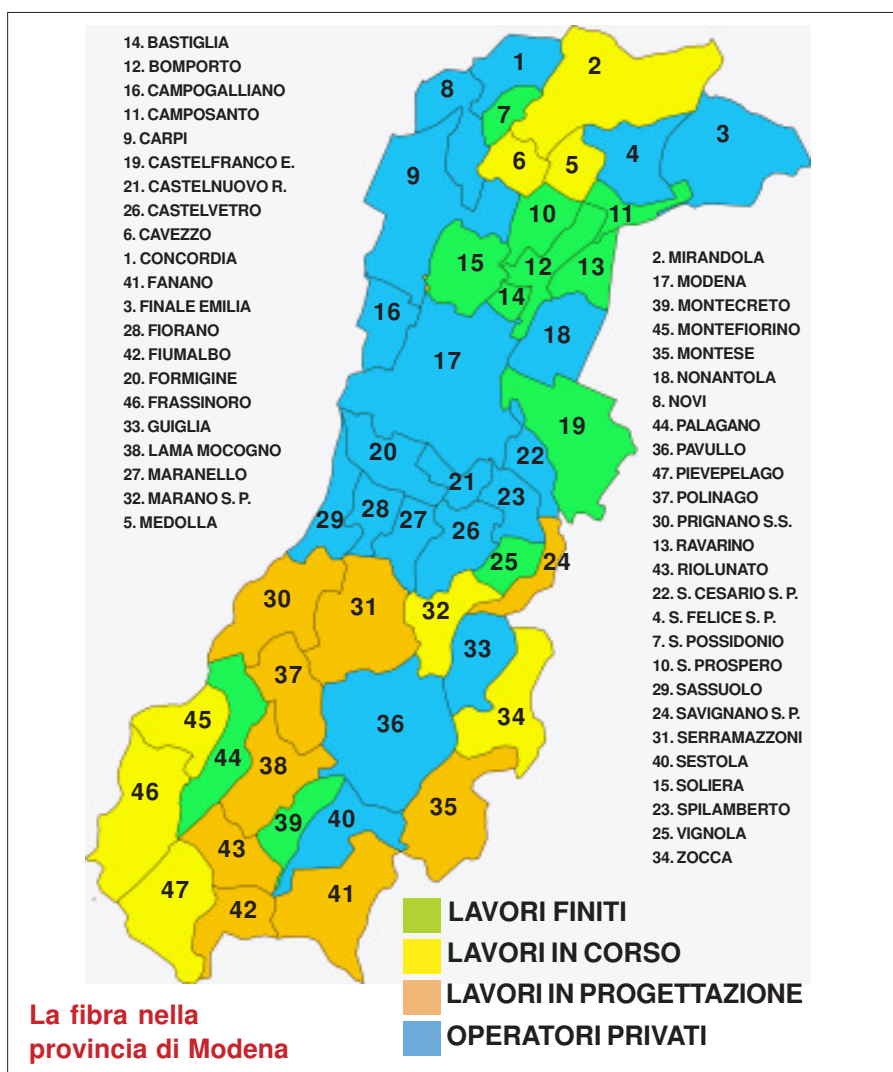 14. BASTIGLIA
12. BOMPORTO
16. CAMPOGALLIANO
11. CAMPOSANTO
9. CARPI
19. CASTELFRANCO E.
21. CASTELNUOVO R.
26. CASTELVETRO
6. CAVEZZO
1. CONCORDIA
41. FANANO
3. FINALE EMILIA
28. FIORANO
42. FIUMALBO
20. FORMIGINE
46. FRASSINORO
33. GUIGLIA
38. LAMA MOCOGNO
27. MARANELLO
32. MARANO S. P.
5. MEDOLLA
2. MIRANDOLA
17. MODENA
39. MONTECRETO
45. MONTEFIORINO
35. MONTESE
18. NONANTOLA
8. NOVI
44. PALAGANO
36. PAVULLO
47. PIEVEPELAGO
37. POLINAGO
30. PRIGNANO S.S.
13. RAVARINO
43. RIOLUNATO
22. S. CESARIO S. P.
4. S. FELICE S. P.
7. S. POSSIDONIO
10. S. PROSPERO
29. SASSUOLO
24. SAVIGNANO S. P.
31. SERRAMAZZONI
40. SESTOLA
15. SOLIERA
23. SPILAMBERTO
25. VIGNOLA
34. ZOCCA
1
2
8
7
3
4
6
5
9
10
11
15
12
13
14
16
18
17
19
20
22
21
23
29
28
27
26
25
24
30
31
32
33
37
34
45
36
44
38
46
35
39
40
43
47
42
41
LAVORI FINITI
LAVORI IN CORSO
LAVORI IN PROGETTAZIONE
OPERATORI PRIVATI
La fibra nella
provincia di Modena